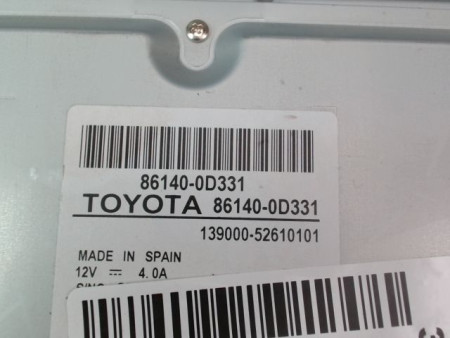 86140-0D331
TOYOTA 86140-0D331
139000-52610101
MADE IN SPAIN
12V ⎓ 4.0A